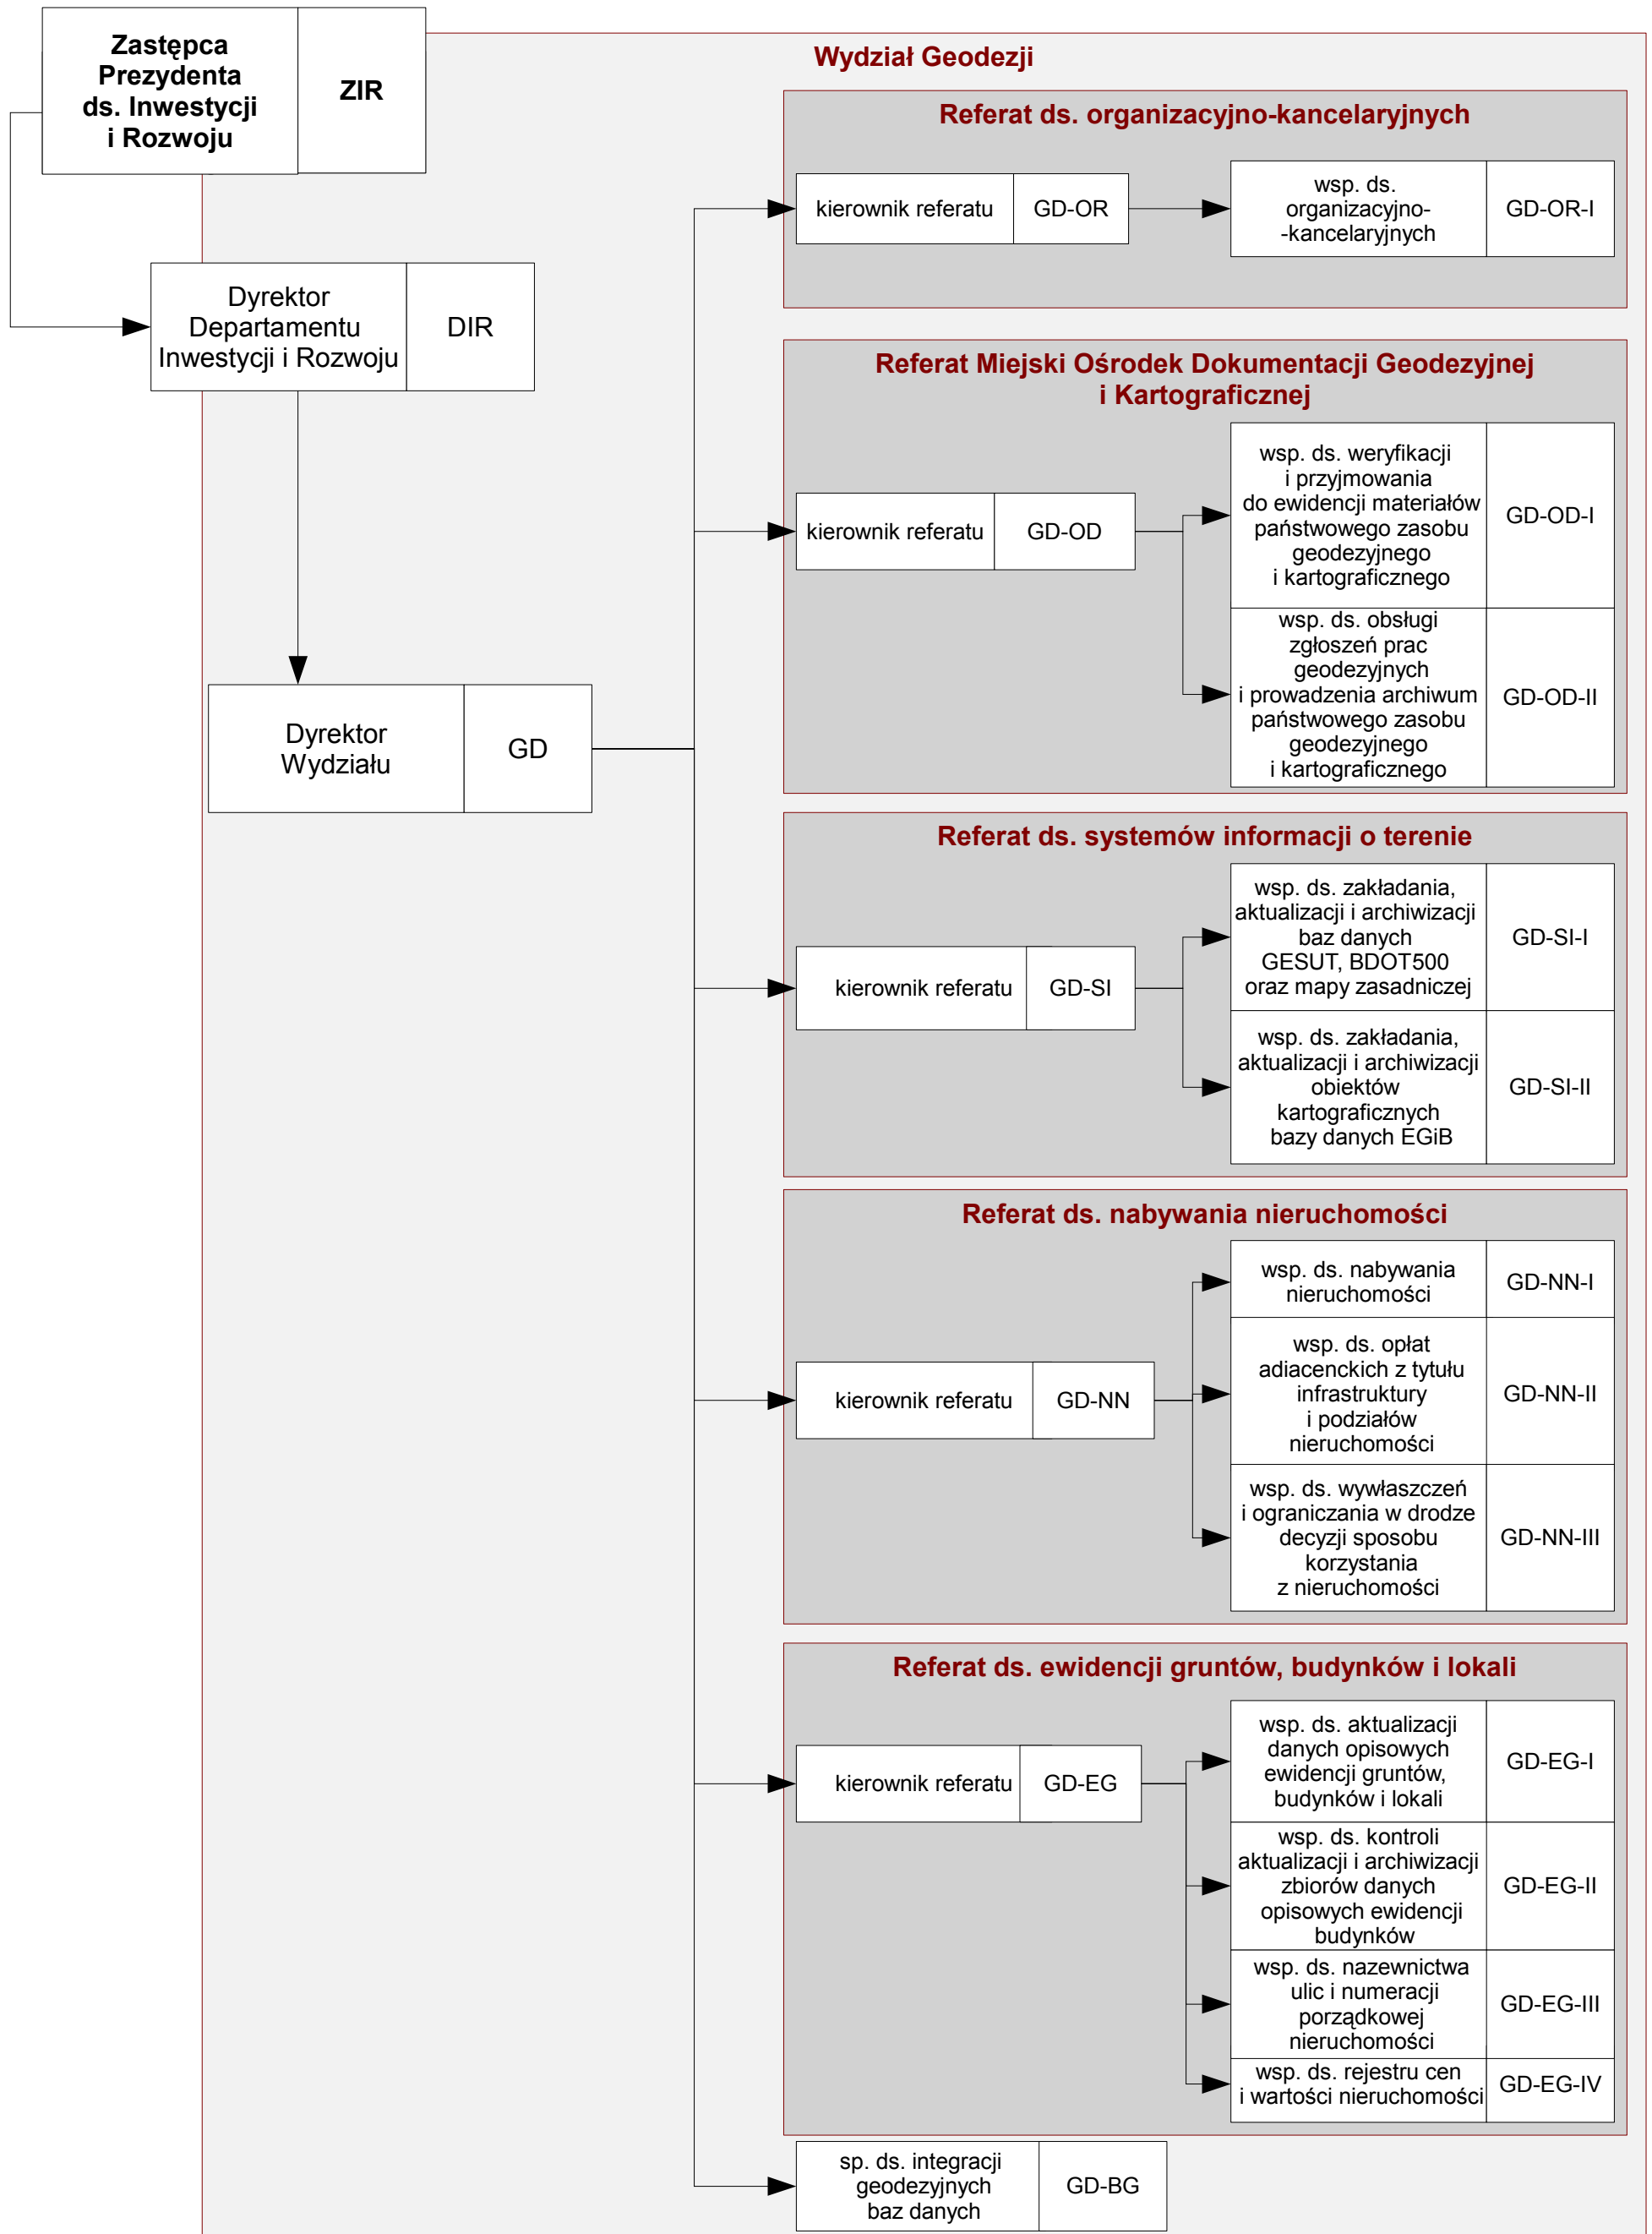 Zastępca
Prezydenta
ds. Inwestycji
i Rozwoju
ZIR
Wydział Geodezji
Dyrektor
Departamentu
Inwestycji i Rozwoju
DIR
Dyrektor
Wydziału
GD
Referat ds. organizacyjno-kancelaryjnych
kierownik referatu
GD-OR
wsp. ds.
organizacyjno-
-kancelaryjnych
GD-OR-I
Referat Miejski Ośrodek Dokumentacji Geodezyjnej
i Kartograficznej
kierownik referatu
GD-OD
wsp. ds. weryfikacji
i przyjmowania
do ewidencji materiałów
państwowego zasobu
geodezyjnego
i kartograficznego
GD-OD-I
wsp. ds. obsługi
zgłoszeń prac
geodezyjnych
i prowadzenia archiwum
państwowego zasobu
geodezyjnego
i kartograficznego
GD-OD-II
Referat ds. systemów informacji o terenie
kierownik referatu
GD-SI
wsp. ds. zakładania,
aktualizacji i archiwizacji
baz danych
GESUT, BDOT500
oraz mapy zasadniczej
GD-SI-I
wsp. ds. zakładania,
aktualizacji i archiwizacji
obiektów
kartograficznych
bazy danych EGiB
GD-SI-II
Referat ds. nabywania nieruchomości
kierownik referatu
GD-NN
wsp. ds. nabywania
nieruchomości
GD-NN-I
wsp. ds. opłat
adiacenckich z tytułu
infrastruktury
i podziałów
nieruchomości
GD-NN-II
wsp. ds. wywłaszczeń
i ograniczania w drodze
decyzji sposobu
korzystania
z nieruchomości
GD-NN-III
Referat ds. ewidencji gruntów, budynków i lokali
kierownik referatu
GD-EG
wsp. ds. aktualizacji
danych opisowych
ewidencji gruntów,
budynków i lokali
GD-EG-I
wsp. ds. kontroli
aktualizacji i archiwizacji
zbiorów danych
opisowych ewidencji
budynków
GD-EG-II
wsp. ds. nazewnictwa
ulic i numeracji
porządkowej
nieruchomości
GD-EG-III
wsp. ds. rejestru cen
i wartości nieruchomości
GD-EG-IV
sp. ds. integracji
geodezyjnych
baz danych
GD-BG